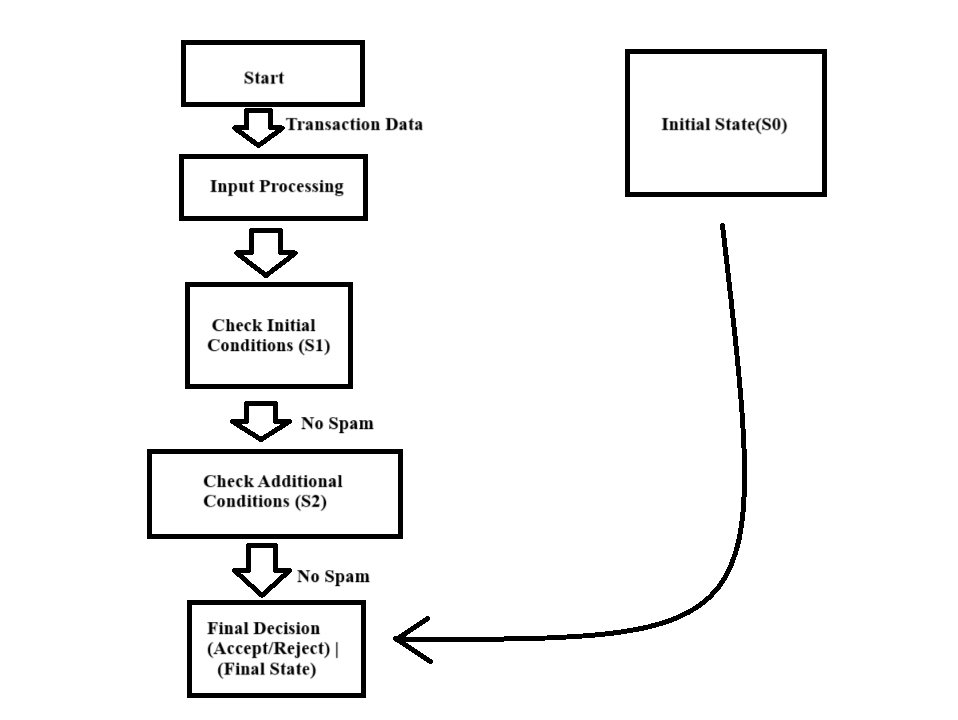 Start
Transaction Data
Input Processing
Check Initial
Conditions (S1)
No Spam
Check Additional
Conditions (S2)
No Spam
Final Decision
(Accept/Reject) |
(Final State)
Initial State(S0)